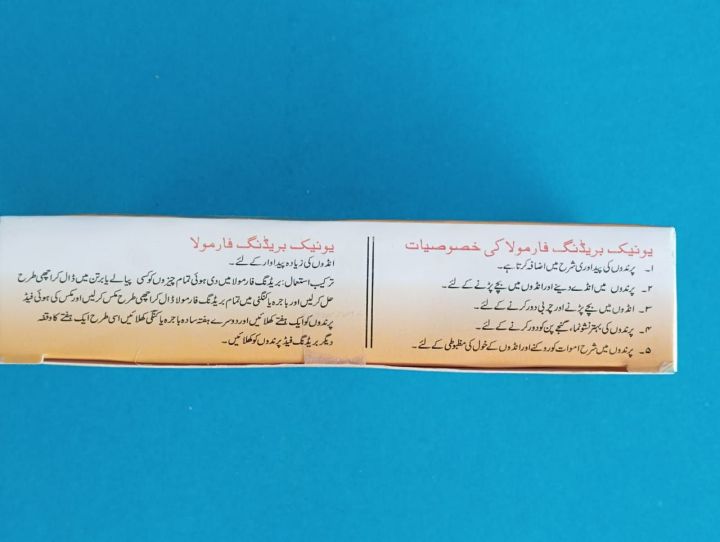 یونیک بریڈنگ فارمولا کی خصوصیات
۱۔ پرندوں کی پیداوری شرح میں اضافہ کرتا ہے۔
۲۔ پرندوں میں انڈے دینے اور انڈوں میں بچے پڑنے کے لئے۔
۳۔ انڈوں میں بچے پڑنے اور چربی دور کرنے کے لئے۔
۴۔ پرندوں کی بہتر نشونما، گنجے پن کو دور کرنے کے لئے۔
۵۔ پرندوں میں شرح اموات کو روکنے اور انڈوں کے خول کی مظبوطی کے لئے۔
یونیک بریڈنگ فارمولا
انڈوں کی زیادہ پیداوار کے لئے۔
ترکیب استعمال: بریڈنگ فارمولا میں دی ہوئی تمام چیزوں کو کسی پیالے یا برتن میں ڈال کر اچھی طرح
حل کرلیں اور باجرہ یا کنگنی میں تمام بریڈنگ فارمولا ڈال کر اچھی طرح مکس کرلیں اور مکس کی ہوئی فیڈ
پرندوں کو ایک ہفتے کھلائیں اور دوسرے ہفتہ سادہ باجرہ یا کنگنی کھلائیں اسی طرح ایک ہفتے کا وقفہ
دیگر بریڈنگ فیڈ پرندوں کو کھلائیں۔